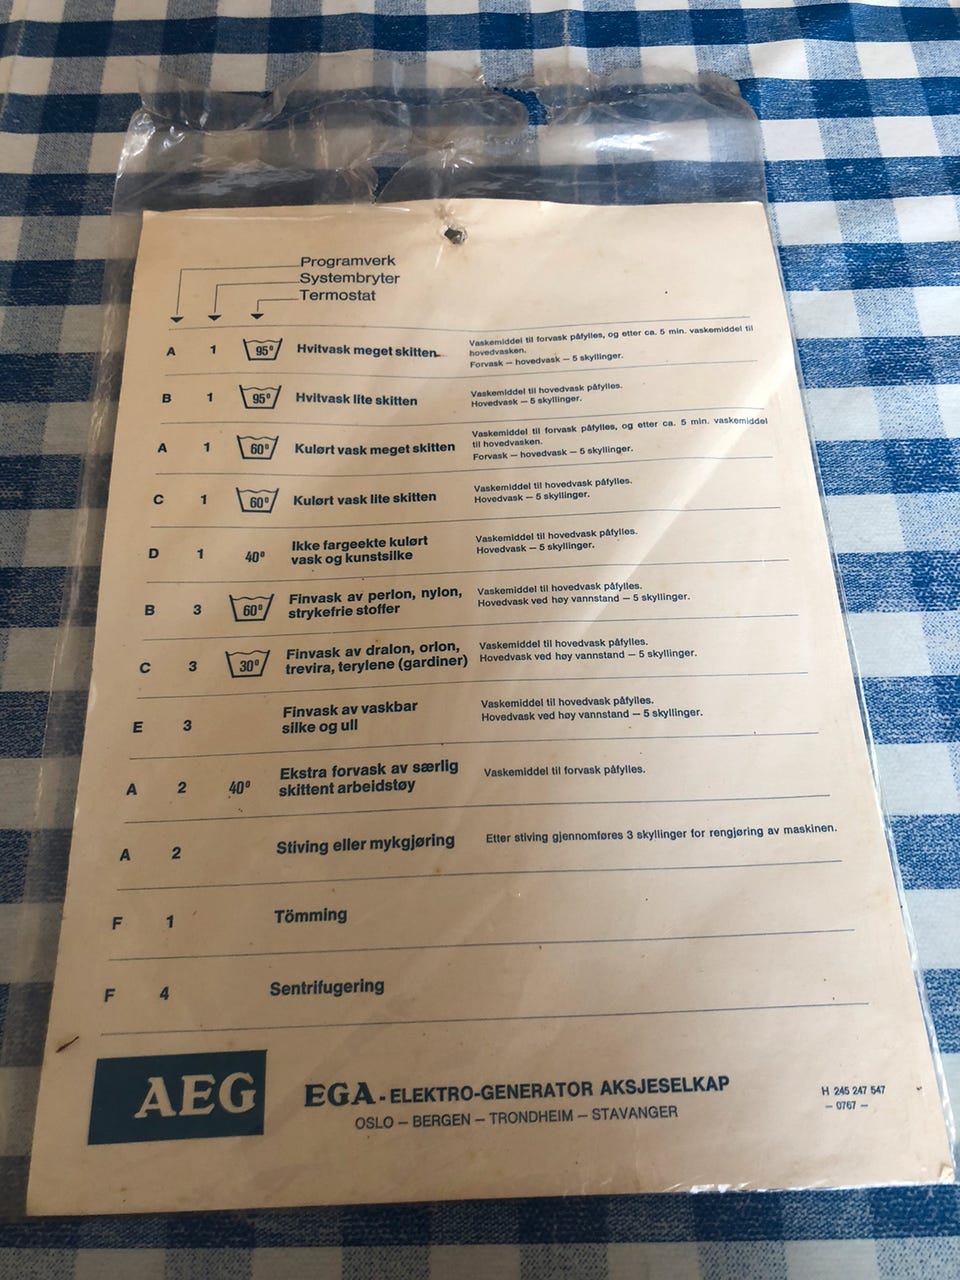 Programverk
Systembryter
Termostat
A 1 95° Hvitvask meget skitten
Vaskemiddel til forvask påfylles, og etter ca. 5 min. vaskemiddel til
hovedvasken.
Forvask — hovedvask — 5 skyllinger.
B 1 95° Hvitvask lite skitten
Vaskemiddel til hovedvask påfylles.
Hovedvask — 5 skyllinger.
A 1 60° Kulørt vask meget skitten
Vaskemiddel til forvask påfylles, og etter ca. 5 min. vaskemiddel
til hovedvasken.
Forvask — hovedvask — 5 skyllinger.
C 1 60° Kulørt vask lite skitten
Vaskemiddel til hovedvask påfylles.
Hovedvask — 5 skyllinger.
D 1 40° Ikke fargeekte kulørt
vask og kunstsilke
Vaskemiddel til hovedvask påfylles.
Hovedvask — 5 skyllinger.
B 3 60° Finvask av perlon, nylon,
strykefrie stoffer
Vaskemiddel til hovedvask påfylles.
Hovedvask ved høy vannstand — 5 skyllinger.
C 3 30° Finvask av dralon, orlon,
trevira, terylene (gardiner)
Vaskemiddel til hovedvask påfylles.
Hovedvask ved høy vannstand — 5 skyllinger.
E 3 Finvask av vaskbar
silke og ull
Vaskemiddel til hovedvask påfylles.
Hovedvask ved høy vannstand — 5 skyllinger.
A 2 40° Ekstra forvask av særlig
skittent arbeidstøy
Vaskemiddel til forvask påfylles.
A 2 Stiving eller mykgjøring
Etter stiving gjennomføres 3 skyllinger for rengjøring av maskinen.
F 1 Tömming
F 4 Sentrifugering
AEG
EGA - ELEKTRO-GENERATOR AKSJESELKAP
OSLO — BERGEN — TRONDHEIM — STAVANGER
H 245 247 547
— 0767 —